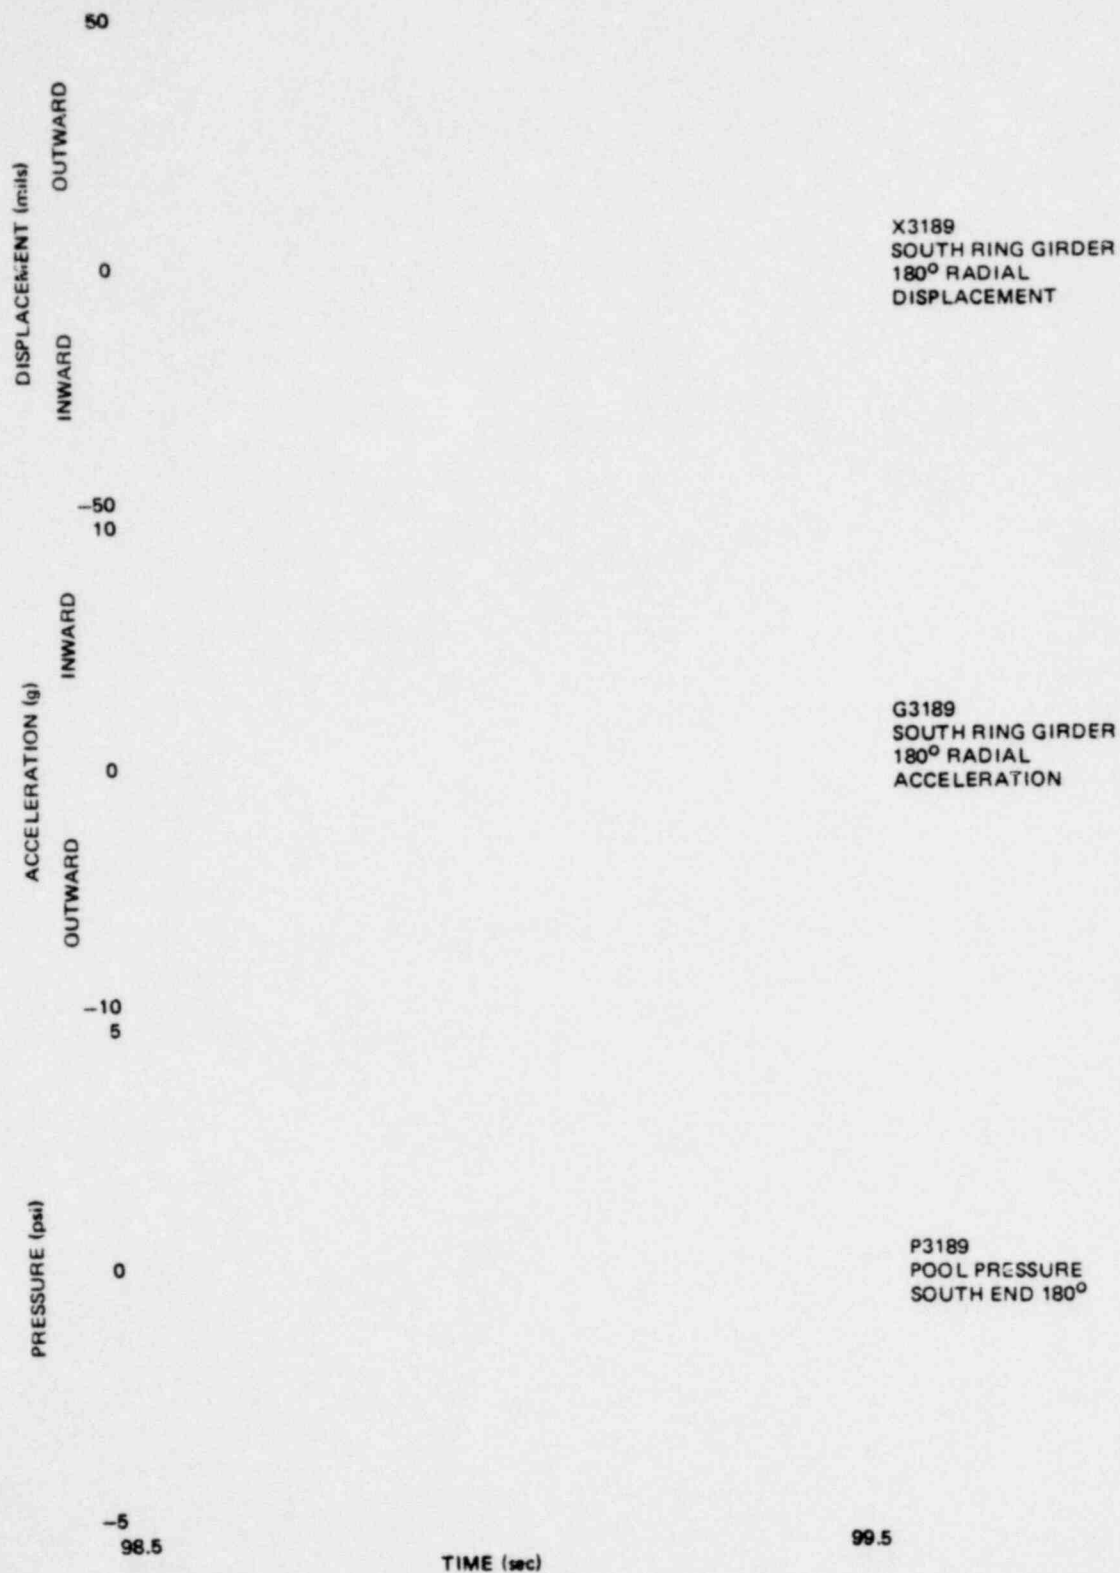 50
OUTWARD
DISPLACEMENT (mils)
0
INWARD
-50
X3189
SOUTH RING GIRDER
180° RADIAL
DISPLACEMENT
10
INWARD
ACCELERATION (g)
0
OUTWARD
-10
G3189
SOUTH RING GIRDER
180° RADIAL
ACCELERATION
5
PRESSURE (psi)
0
-5
P3189
POOL PRESSURE
SOUTH END 180°
98.5
99.5
TIME (sec)